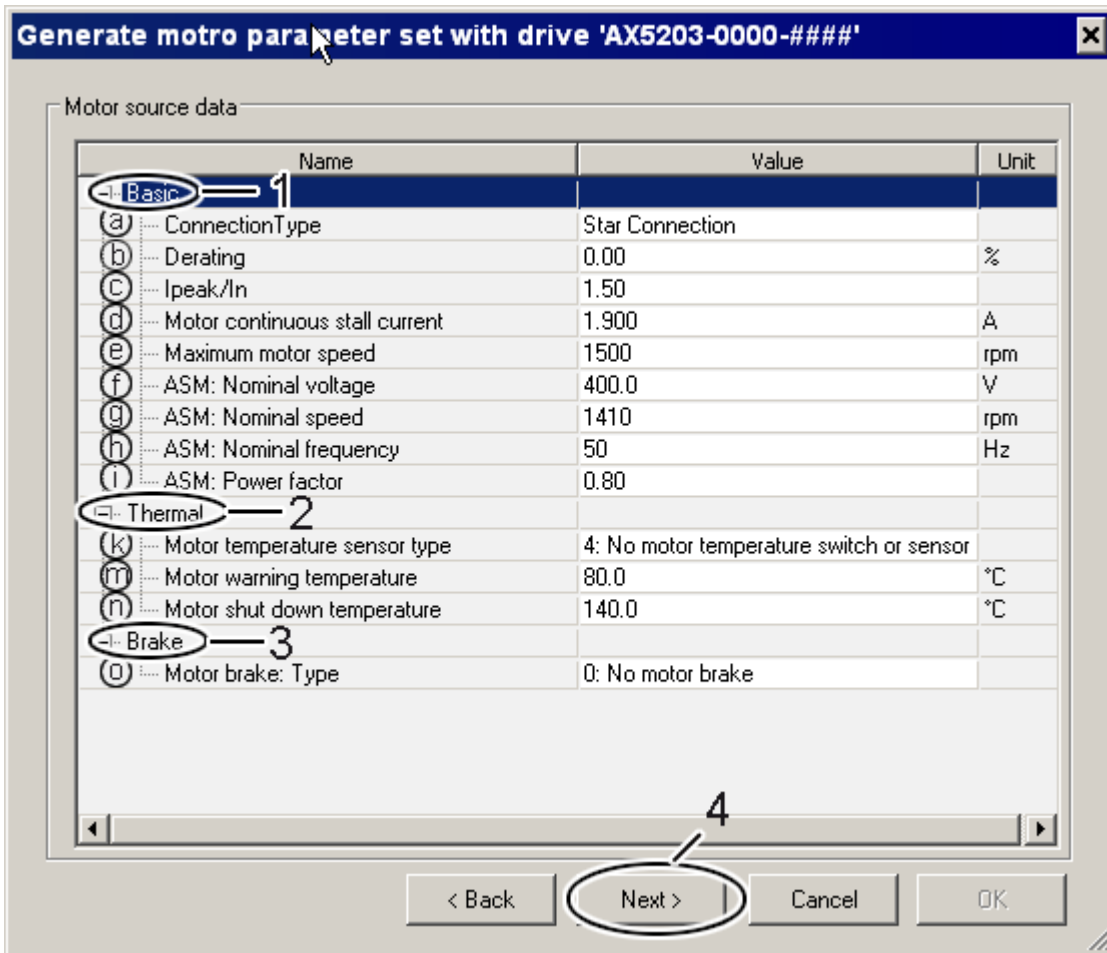 Generate motro parameter set with drive 'AX5203-0000-####'
Motor source data
Name Value Unit
Basic 1
a ConnectionType Star Connection
b Derating 0.00 %
c Ipeak/In 1.50
d Motor continuous stall current 1.900 A
e Maximum motor speed 1500 rpm
f ASM: Nominal voltage 400.0 V
g ASM: Nominal speed 1410 rpm
h ASM: Nominal frequency 50 Hz
i ASM: Power factor 0.80
Thermal 2
k Motor temperature sensor type 4: No motor temperature switch or sensor
m Motor warning temperature 80.0 °C
n Motor shut down temperature 140.0 °C
Brake 3
o Motor brake: Type 0: No motor brake
4
< Back Next > Cancel OK